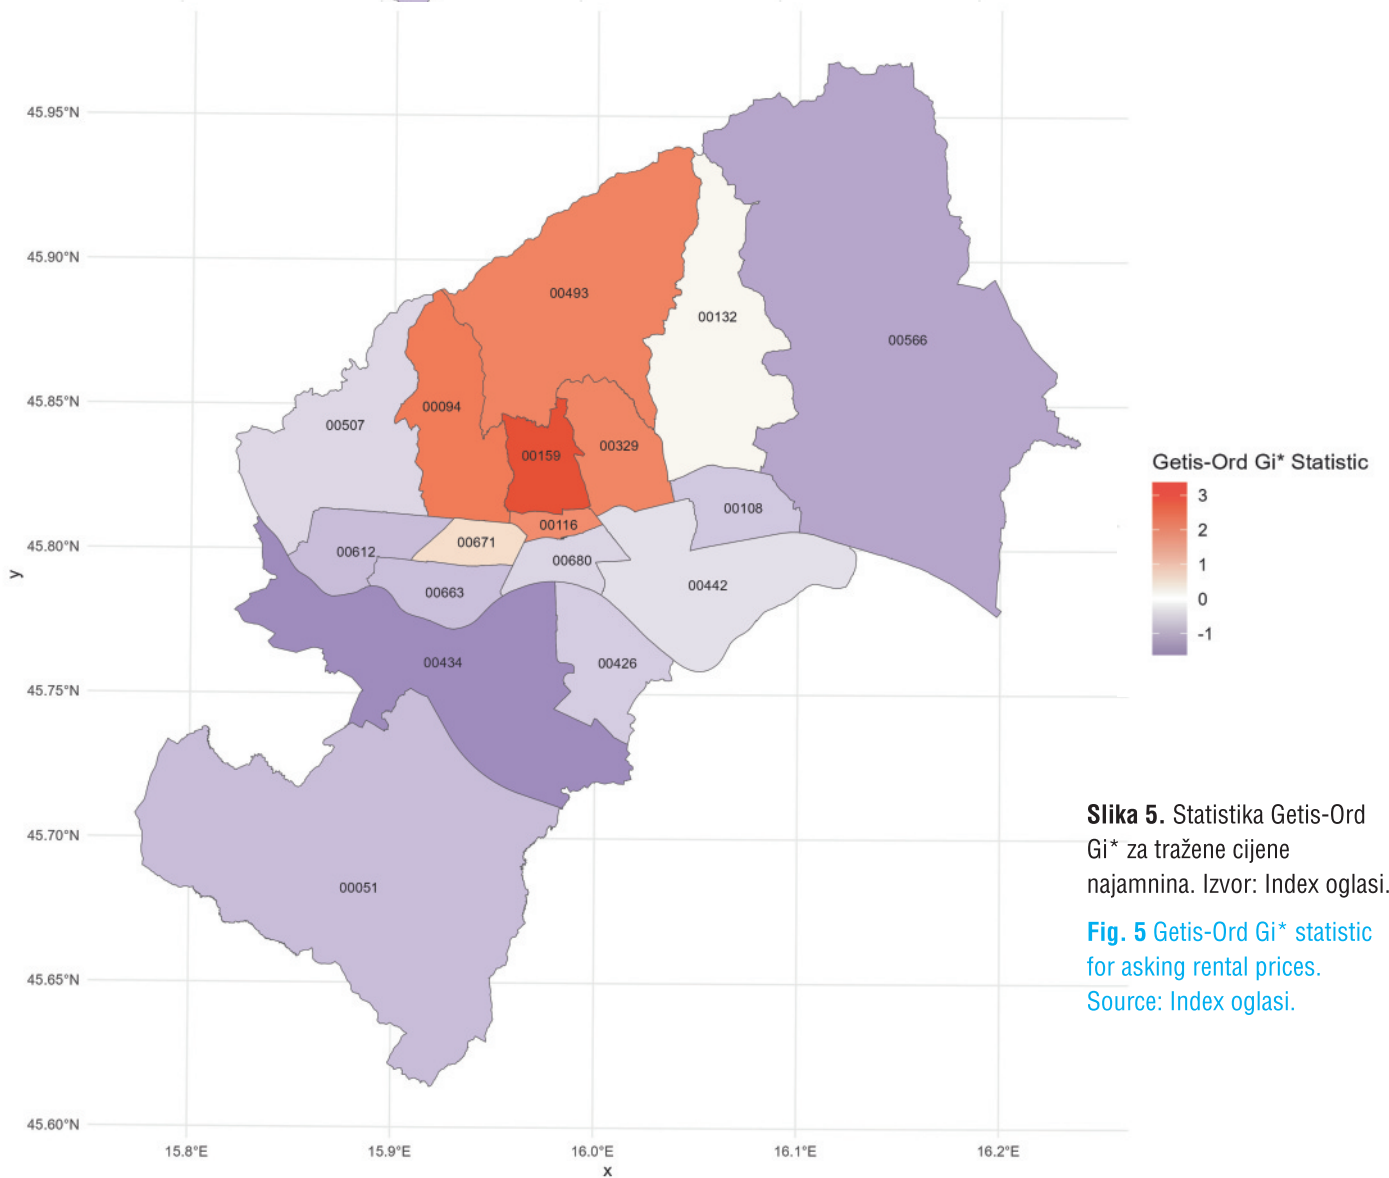 45.95°N
45.90°N
45.85°N
45.80°N
45.75°N
45.70°N
45.65°N
45.60°N
y
15.8°E
15.9°E
16.0°E
16.1°E
16.2°E
x
00493
00132
00566
00094
00507
00159
00329
00108
00116
00671
00612
00680
00663
00442
00434
00426
00051
Getis-Ord Gi* Statistic
3
2
1
0
-1
Slika 5. Statistika Getis-Ord
Gi* za tražene cijene
najamnina. Izvor: Index oglasi.
Fig. 5 Getis-Ord Gi* statistic
for asking rental prices.
Source: Index oglasi.